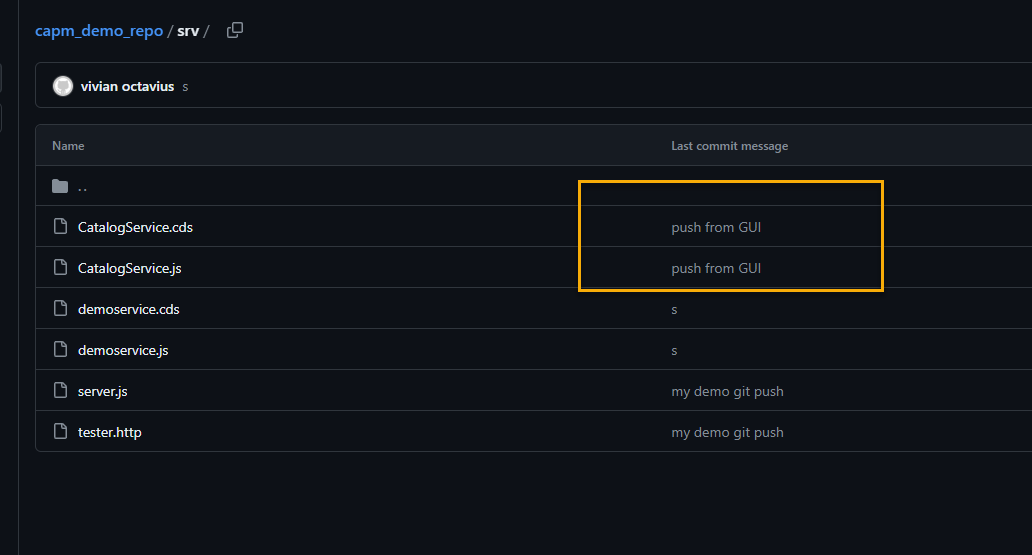 capm_demo_repo / srv /
vivian octavius s
Name Last commit message
..
CatalogService.cds push from GUI
CatalogService.js push from GUI
demoservice.cds s
demoservice.js s
server.js my demo git push
tester.http my demo git push